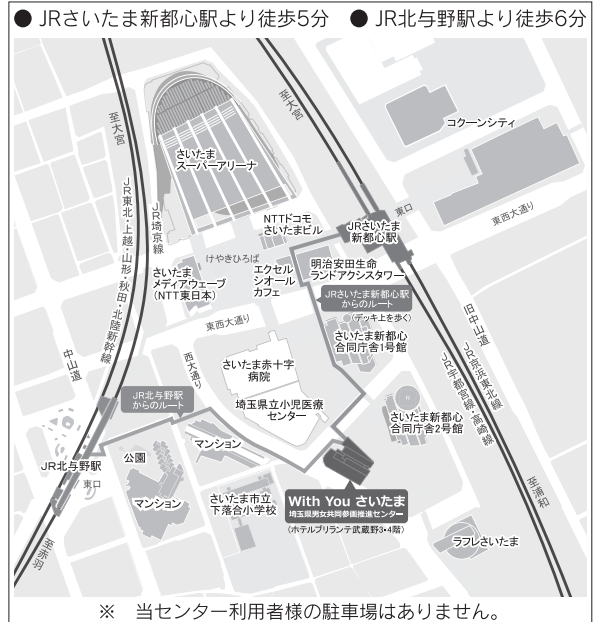 ● JRさいたま新都心駅より徒歩5分　● JR北与野駅より徒歩6分
至大宮
至大宮
コクーンシティ
さいたま
スーパーアリーナ
JR東北・上越・山形・秋田・北陸新幹線
JR埼京線
NTTドコモ
さいたまビル
JRさいたま
新都心駅
東口
東西大通り
けやきひろば
さいたま
メディアウェーブ
（NTT東日本）
エクセル
シオール
カフェ
明治安田生命
ランドアクシスタワー
JRさいたま新都心駅
からのルート
（デッキ上を歩く）
東西大通り
さいたま新都心
合同庁舎1号館
旧中山道
JR京浜東北線
JR宇都宮線・高崎線
中山道
西大通り
さいたま赤十字
病院
埼玉県立小児医療
センター
JR北与野駅
からのルート
さいたま新都心
合同庁舎2号館
マンション
公園
JR北与野駅
東口
マンション
さいたま市立
下落合小学校
With You さいたま
埼玉県男女共同参画推進センター
（ホテルブリランテ武蔵野3・4階）
至浦和
ラフレさいたま
至赤羽
※　当センター利用者様の駐車場はありません。